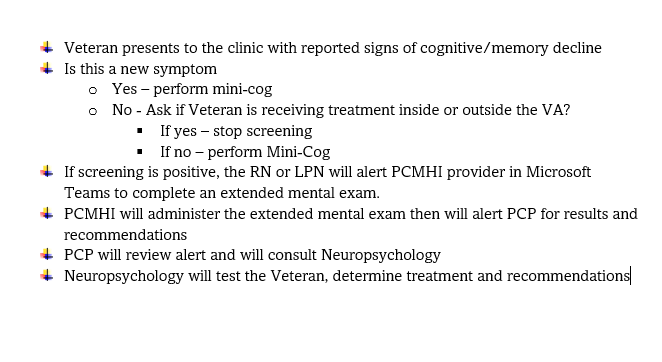 Veteran presents to the clinic with reported signs of cognitive/memory decline
Is this a new symptom
Yes – perform mini-cog
No - Ask if Veteran is receiving treatment inside or outside the VA?
If yes – stop screening
If no – perform Mini-Cog
If screening is positive, the RN or LPN will alert PCMHI provider in Microsoft
Teams to complete an extended mental exam.
PCMHI will administer the extended mental exam then will alert PCP for results and
recommendations
PCP will review alert and will consult Neuropsychology
Neuropsychology will test the Veteran, determine treatment and recommendations